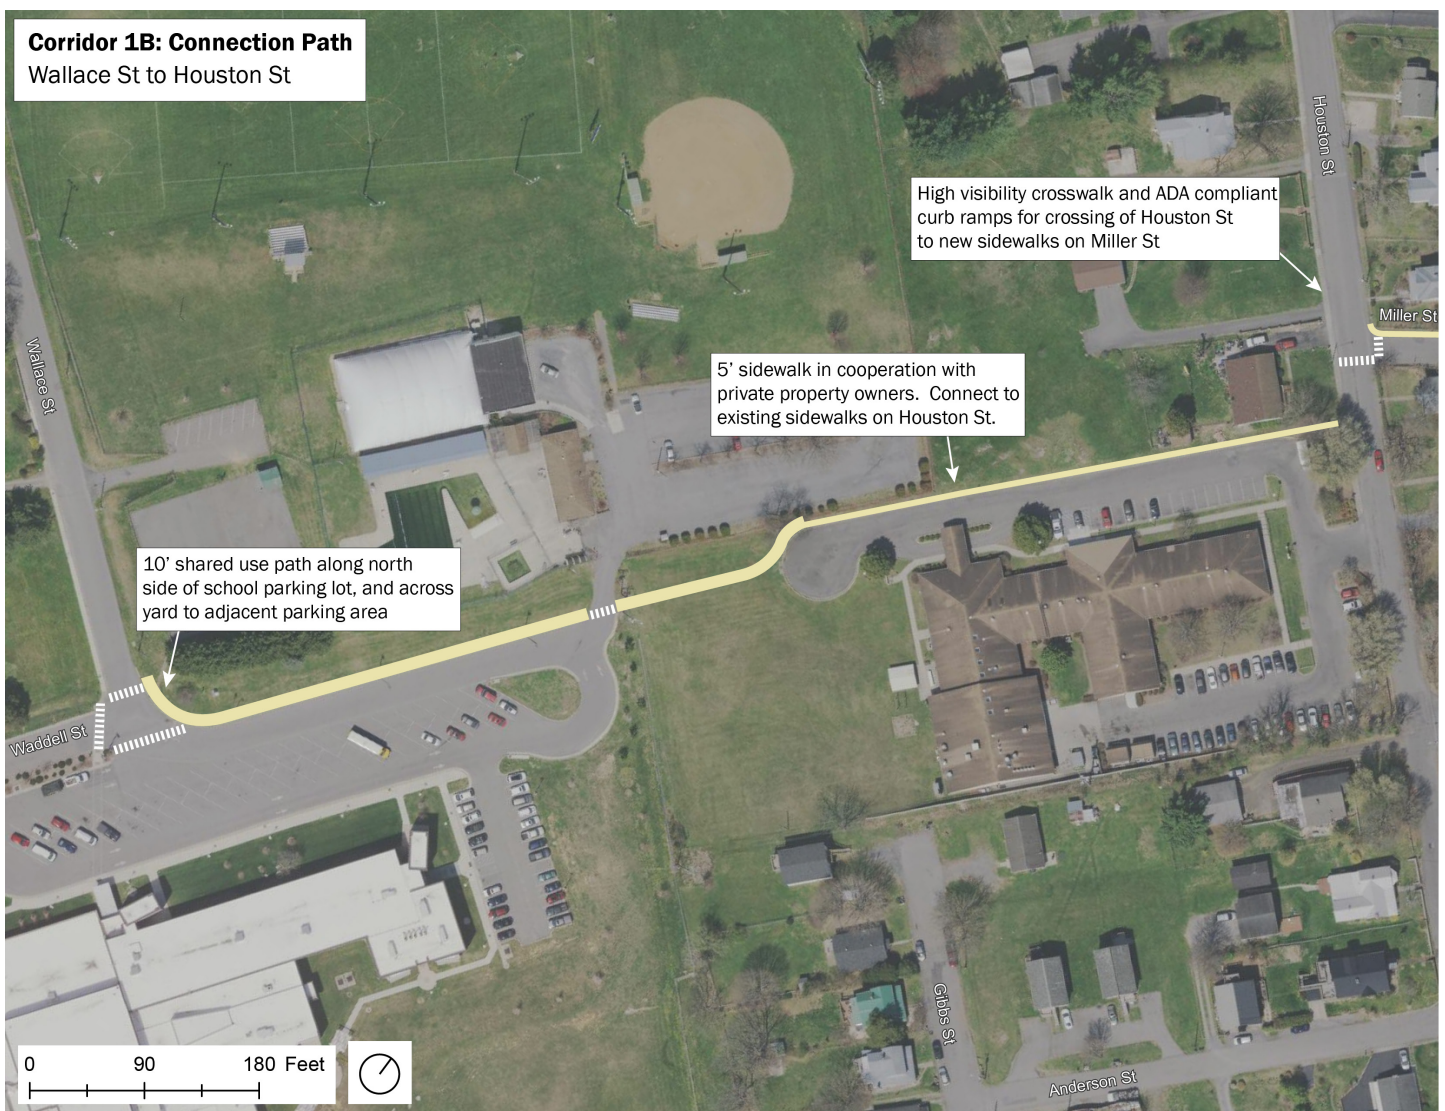 Corridor 1B: Connection Path
Wallace St to Houston St
Houston St
High visibility crosswalk and ADA compliant
curb ramps for crossing of Houston St
to new sidewalks on Miller St
Miller St
Wallace St
5’ sidewalk in cooperation with
private property owners.  Connect to
existing sidewalks on Houston St.
10’ shared use path along north
side of school parking lot, and across
yard to adjacent parking area
Waddell St
Gibbs St
Anderson St
0 90 180 Feet